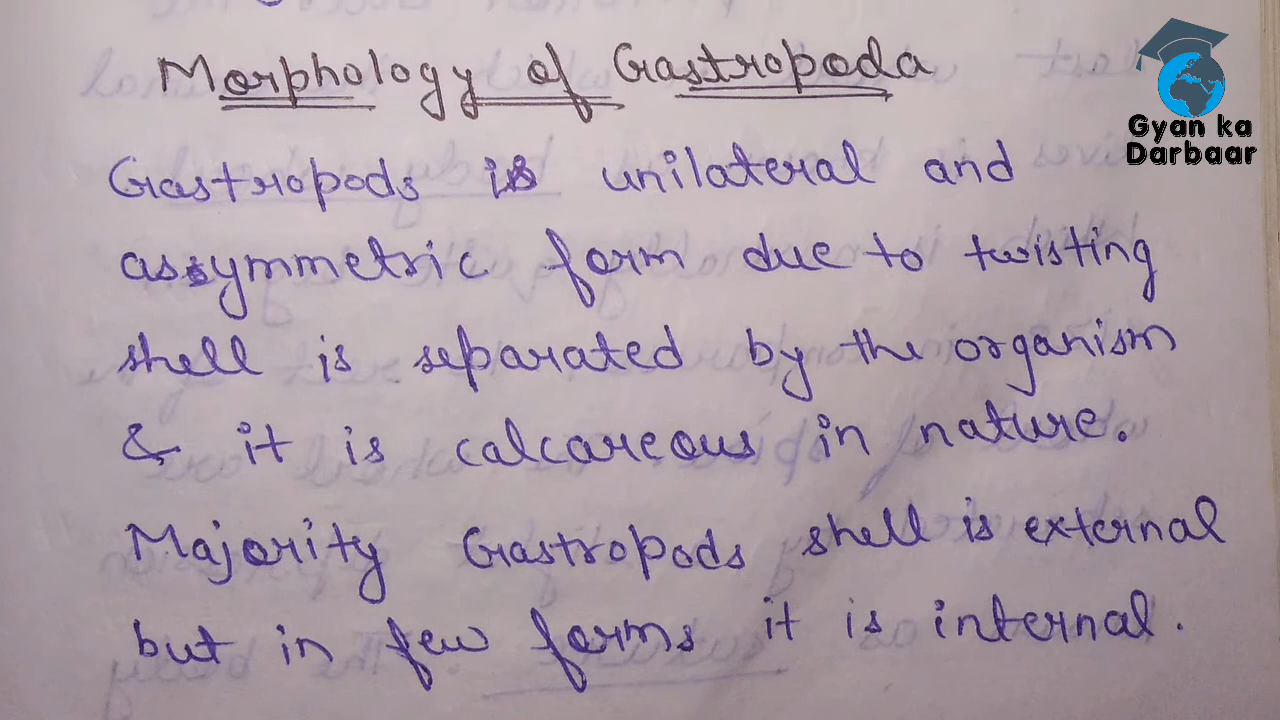 Morphology of Gastropoda
Gyan ka
Darbaar
Gastropods is unilateral and
assymmetric form due to twisting
shell is separated by the organism
& it is calcareous in nature.
Majority Gastropods shell is external
but in few forms it is internal.